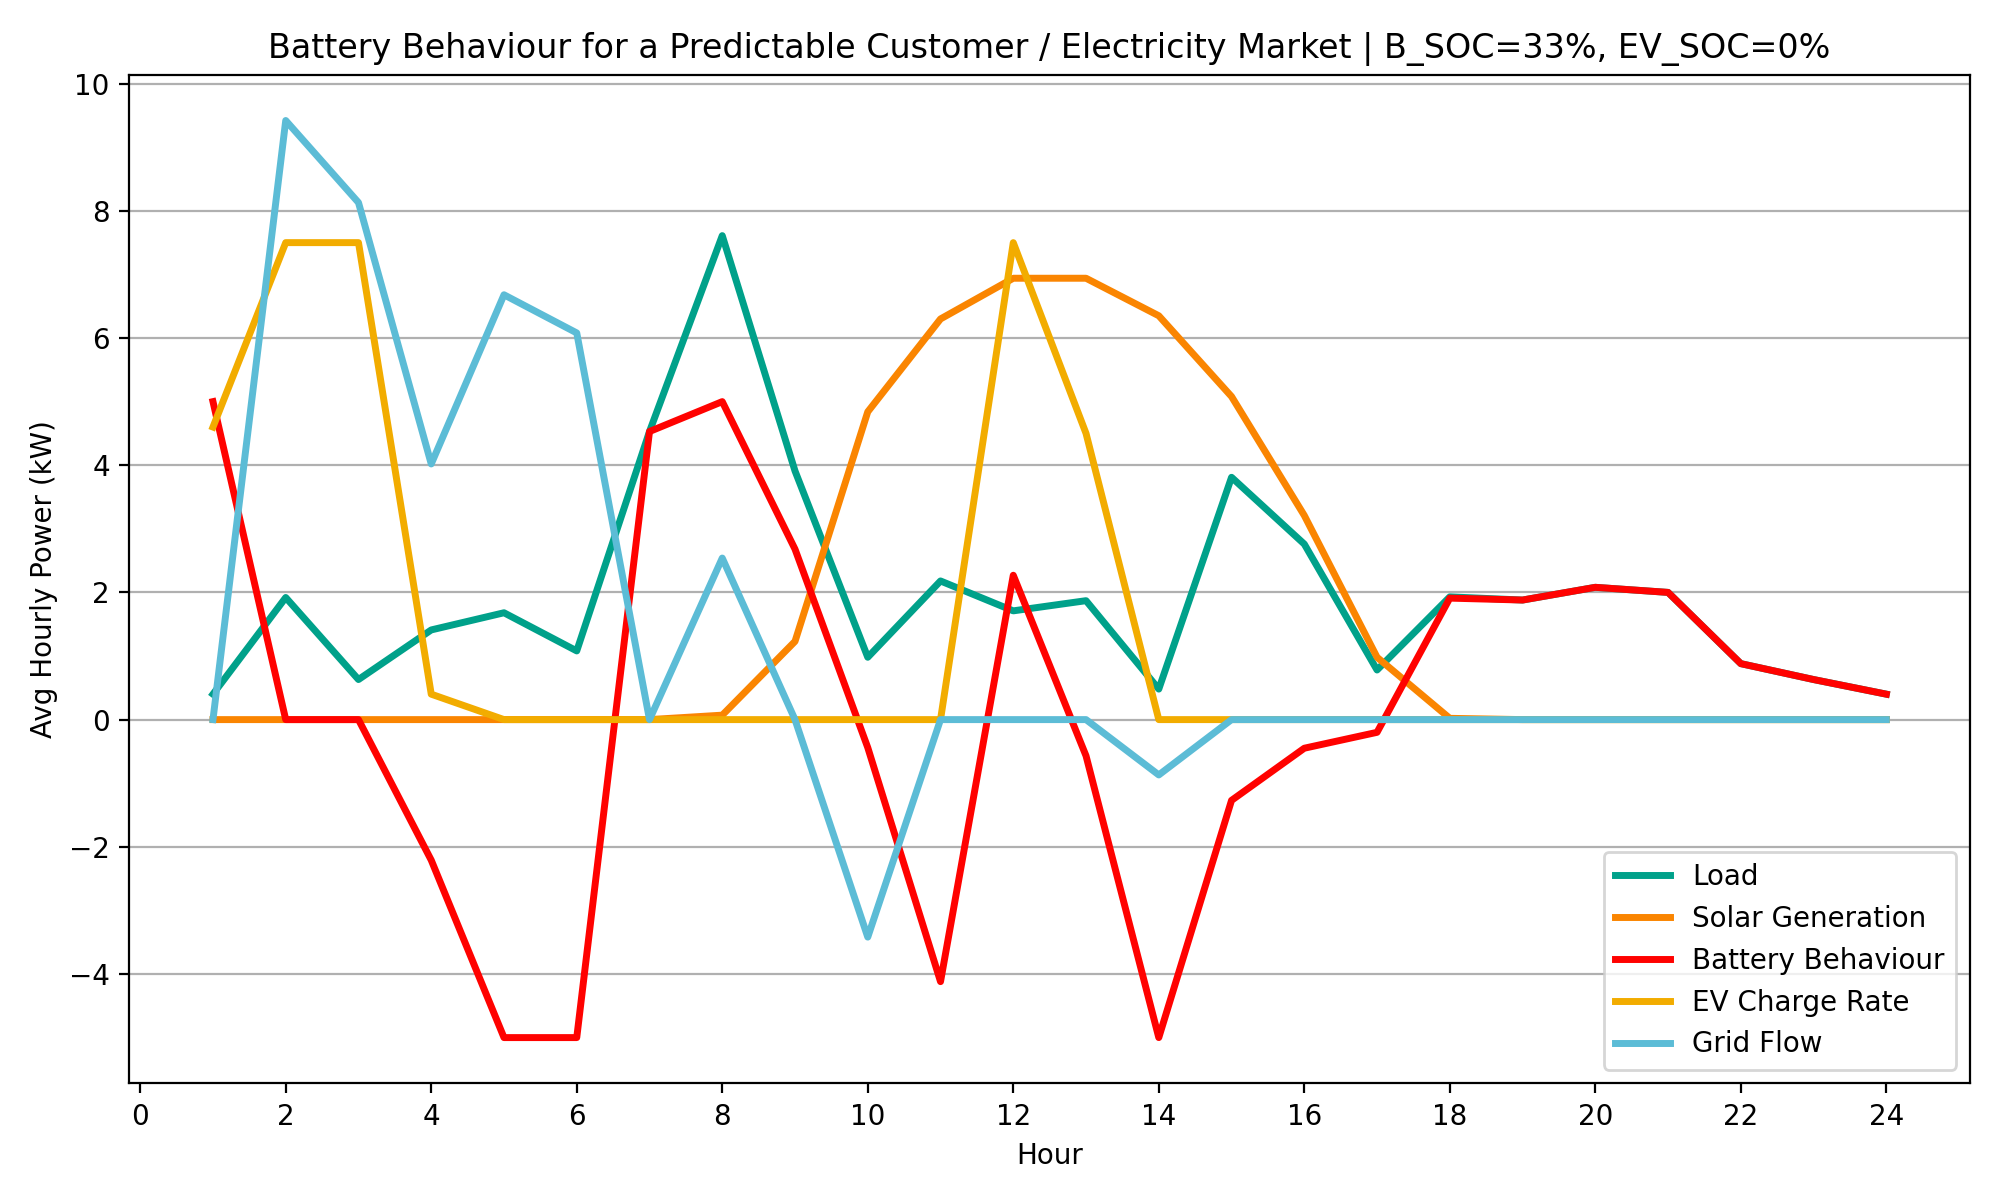 Battery Behaviour for a Predictable Customer / Electricity Market | B_SOC=33%, EV_SOC=0%
Avg Hourly Power (kW)
10
8
6
4
2
0
−2
−4
0 2 4 6 8 10 12 14 16 18 20 22 24
Hour
Load
Solar Generation
Battery Behaviour
EV Charge Rate
Grid Flow